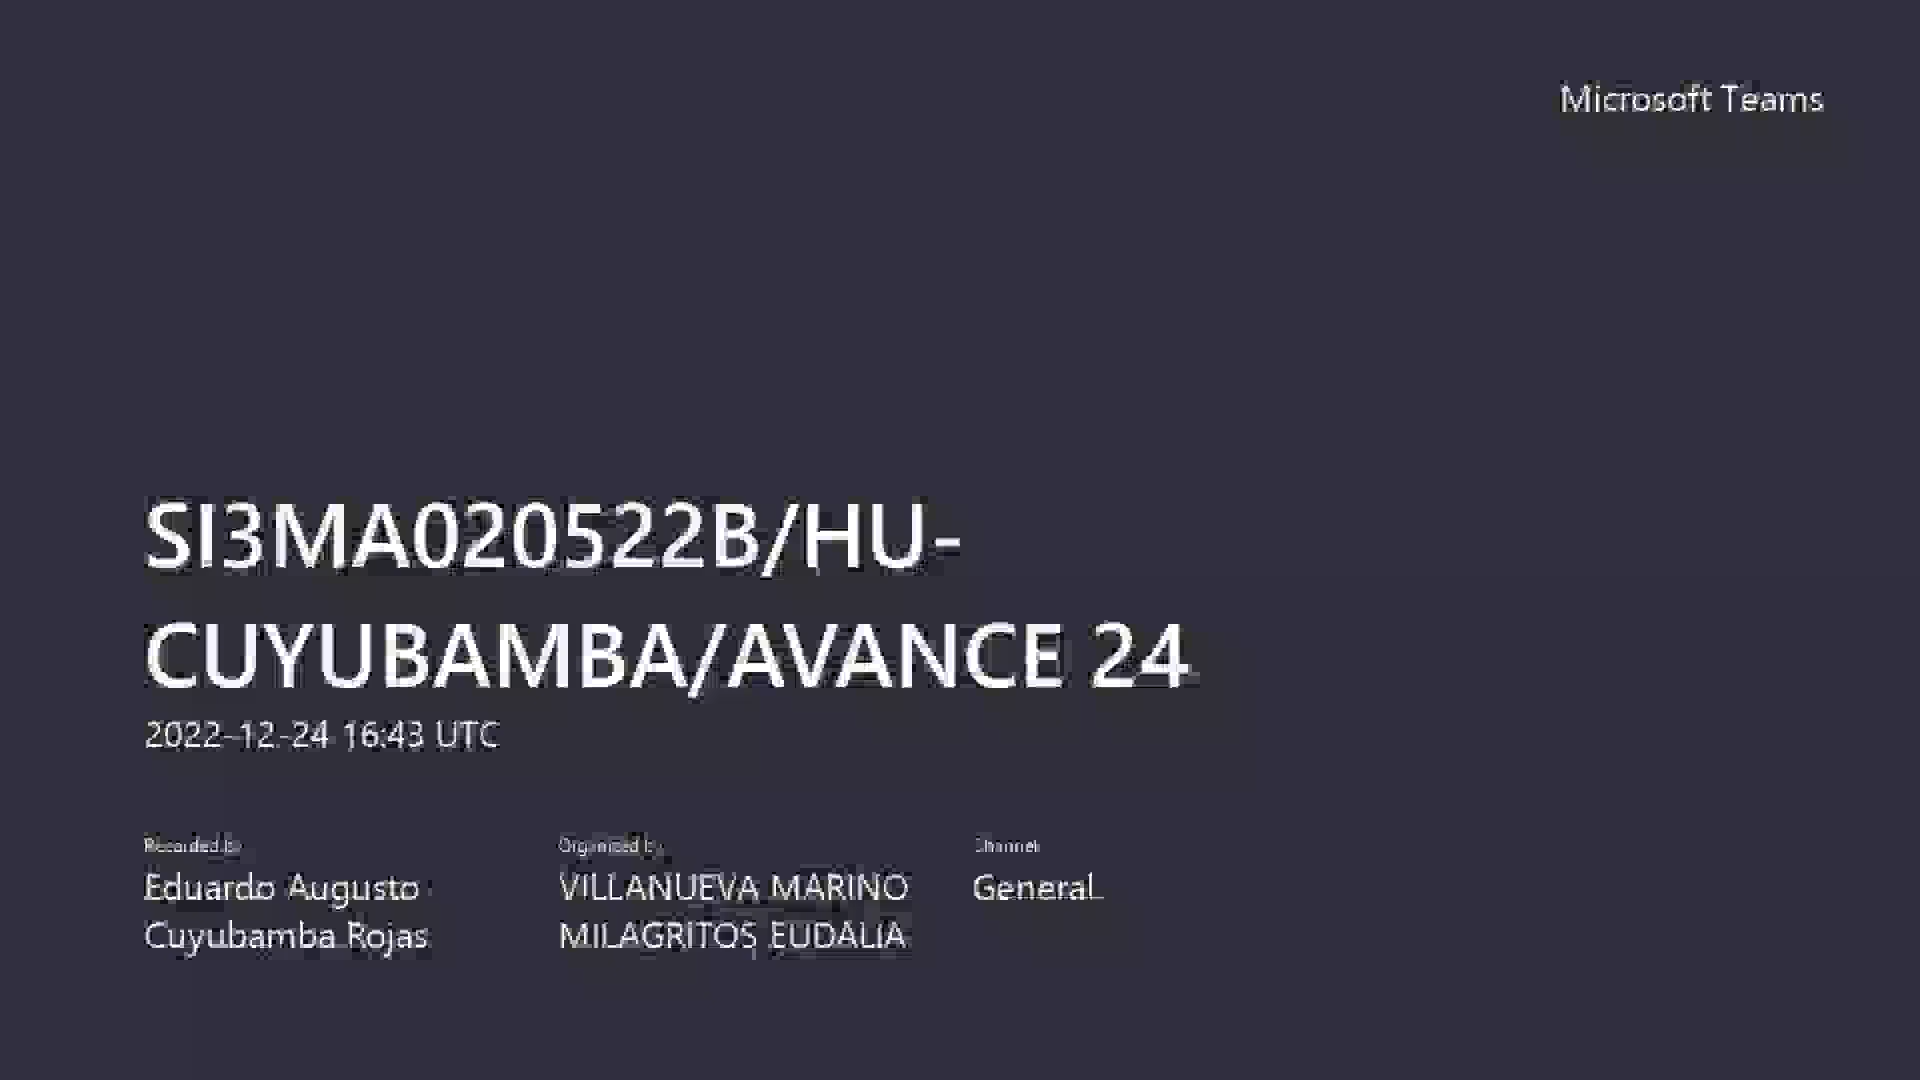 Microsoft Teams
SI3MA020522B/HU-
CUYUBAMBA/AVANCE 24
2022-12-24 16:43 UTC
Recorded by
Organized by
Channel
Eduardo Augusto
VILLANUEVA MARINO
General
Cuyubamba Rojas
MILAGRITOS EUDALIA